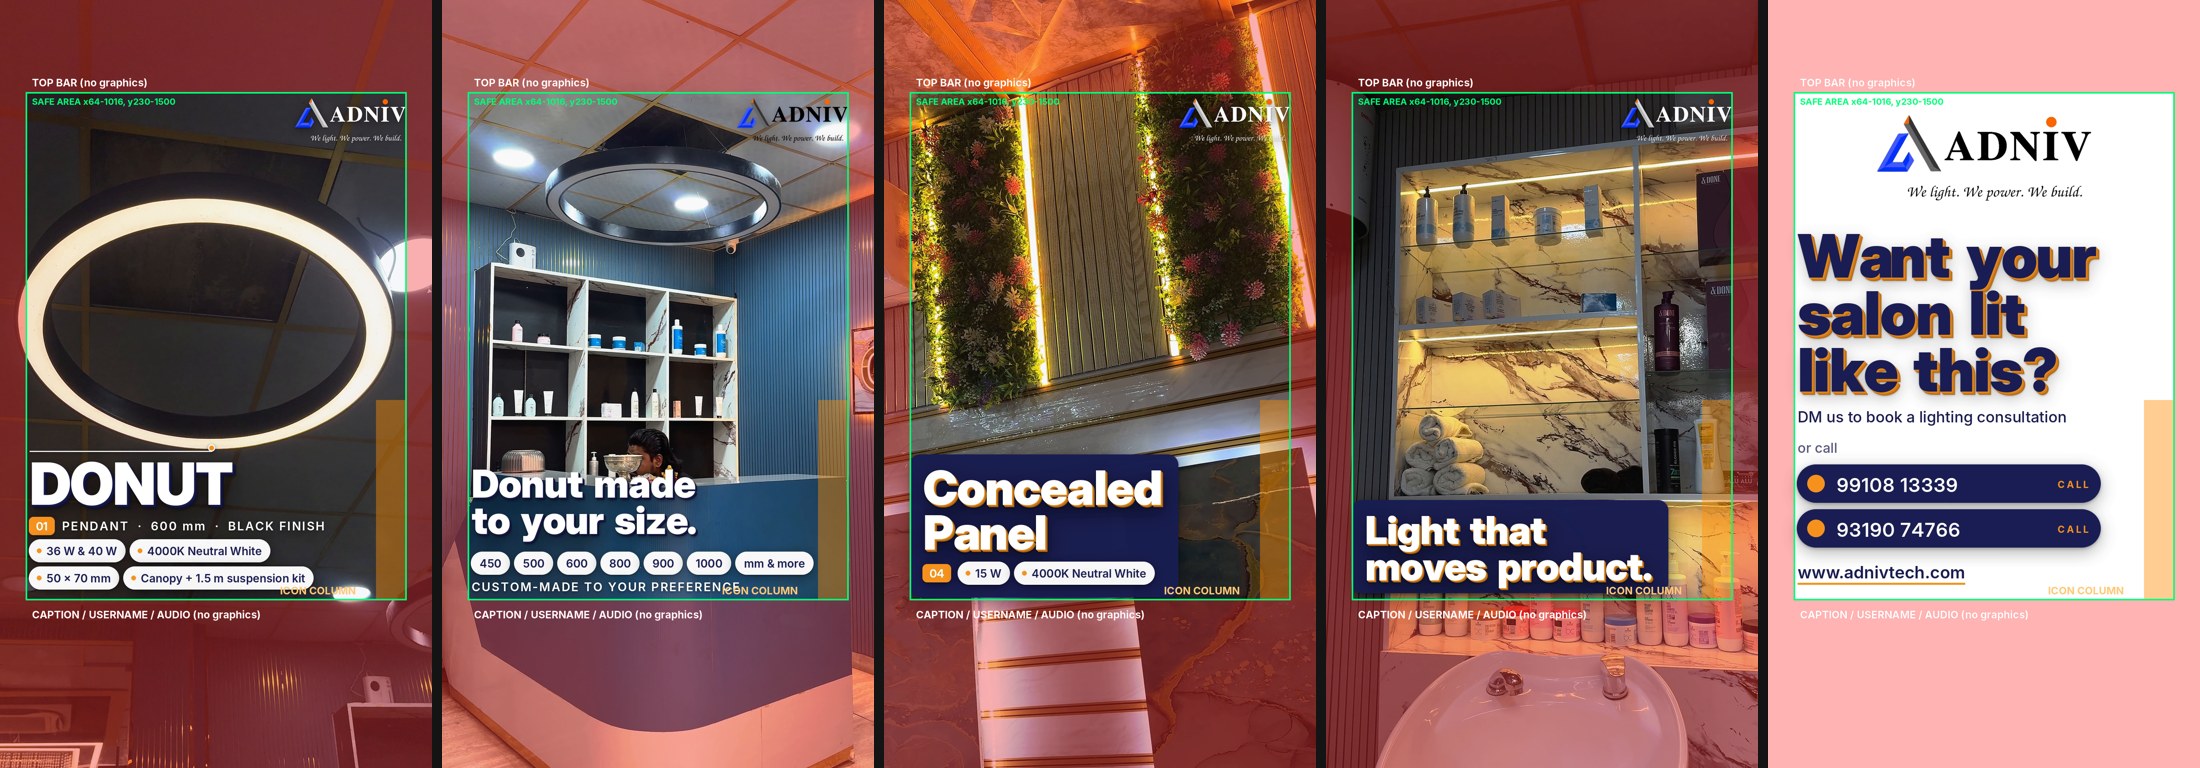 TOP BAR (no graphics)
SAFE AREA x64-1016, y230-1500
ADNIV
We light. We power. We build.
DONUT
01 PENDANT · 600 mm · BLACK FINISH
36 W & 40 W
4000K Neutral White
50 × 70 mm
Canopy + 1.5 m suspension kit
ICON COLUMN
CAPTION / USERNAME / AUDIO (no graphics)
TOP BAR (no graphics)
SAFE AREA x64-1016, y230-1500
ADNIV
We light. We power. We build.
Donut made
to your size.
450 500 600 800 900 1000 mm & more
CUSTOM-MADE TO YOUR PREFERENCE
ICON COLUMN
CAPTION / USERNAME / AUDIO (no graphics)
TOP BAR (no graphics)
SAFE AREA x64-1016, y230-1500
ADNIV
We light. We power. We build.
Concealed
Panel
04 15 W 4000K Neutral White
ICON COLUMN
CAPTION / USERNAME / AUDIO (no graphics)
TOP BAR (no graphics)
SAFE AREA x64-1016, y230-1500
ADNIV
We light. We power. We build.
Light that
moves product.
ICON COLUMN
CAPTION / USERNAME / AUDIO (no graphics)
TOP BAR (no graphics)
SAFE AREA x64-1016, y230-1500
ADNIV
We light. We power. We build.
Want your
salon lit
like this?
DM us to book a lighting consultation
or call
99108 13339 CALL
93190 74766 CALL
www.adnivtech.com
ICON COLUMN
CAPTION / USERNAME / AUDIO (no graphics)